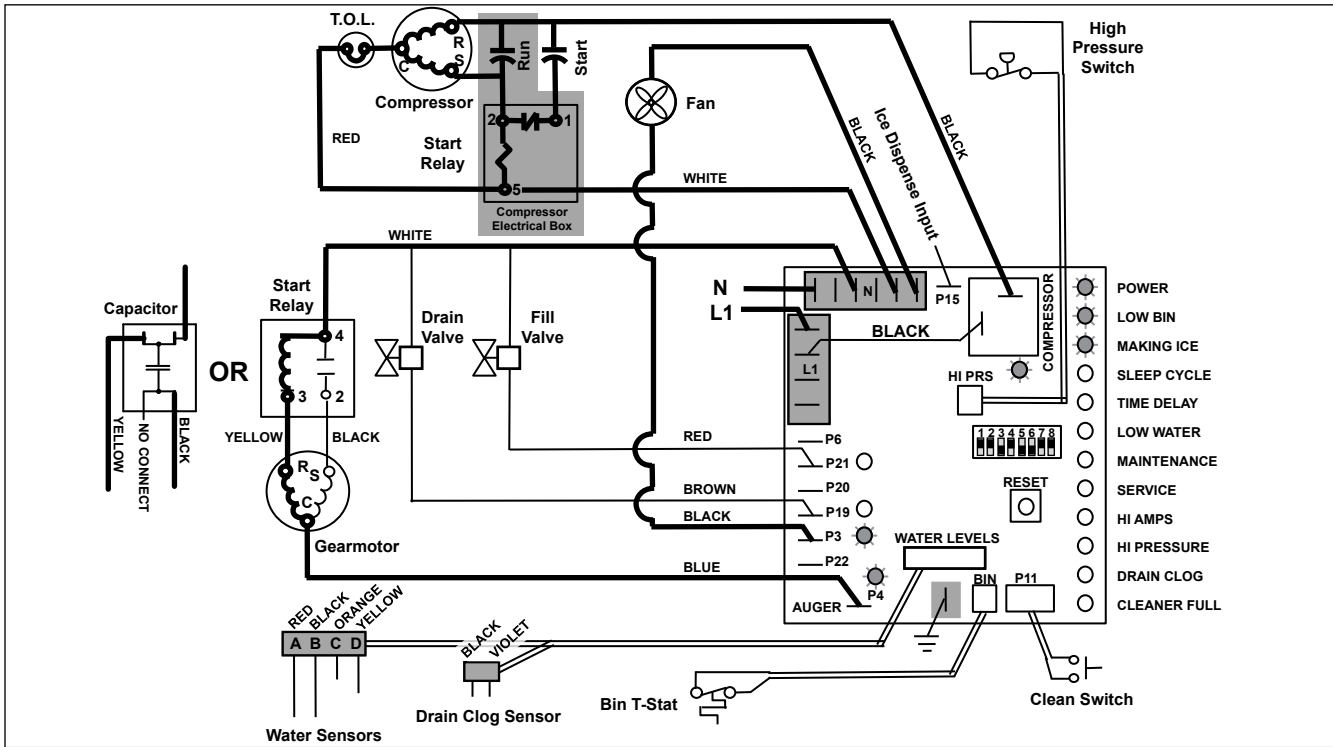 T.O.L.
R
S
C
Compressor
Run
Start
2
1
Start
Relay
5
Compressor
Electrical Box
RED
WHITE
Fan
BLACK
Ice Dispense Input
BLACK
High
Pressure
Switch
WHITE
Capacitor
YELLOW
NO CONNECT
BLACK
OR
Start
Relay
4
3
2
YELLOW
BLACK
R
S
C
Gearmotor
Drain
Valve
Fill
Valve
RED
BROWN
BLACK
BLUE
N
L1
N
P15
L1
BLACK
COMPRESSOR
HI PRS
1 2 3 4 5 6 7 8
RESET
P6
P21
P20
P19
P3
P22
P4
AUGER
WATER LEVELS
BIN
P11
POWER
LOW BIN
MAKING ICE
SLEEP CYCLE
TIME DELAY
LOW WATER
MAINTENANCE
SERVICE
HI AMPS
HI PRESSURE
DRAIN CLOG
CLEANER FULL
RED
BLACK
ORANGE
YELLOW
A B C D
Water Sensors
BLACK
VIOLET
Drain Clog Sensor
Bin T-Stat
Clean Switch